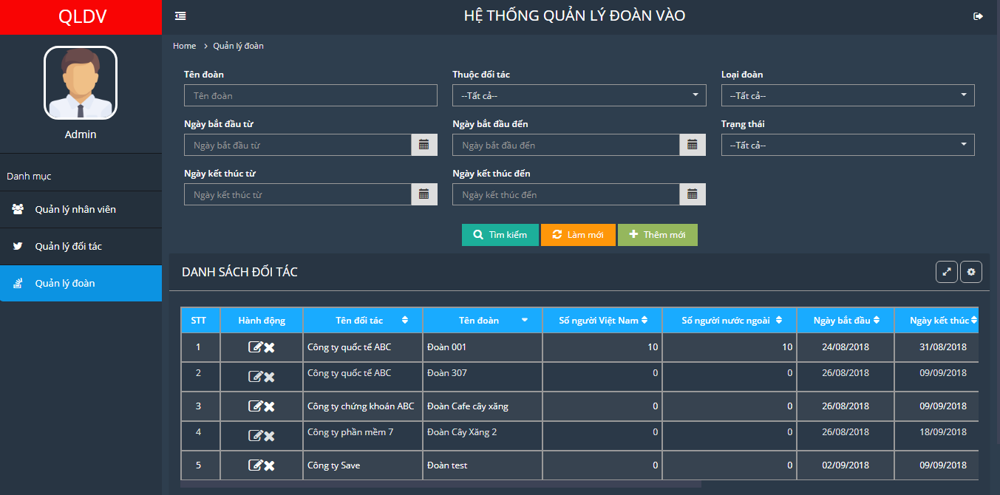 QLDV
HỆ THỐNG QUẢN LÝ ĐOÀN VÀO
Admin
Danh mục
Quản lý nhân viên
Quản lý đối tác
Quản lý đoàn
Home > Quản lý đoàn
Tên đoàn Thuộc đối tác Loại đoàn
Tên đoàn --Tất cả-- --Tất cả--
Ngày bắt đầu từ Ngày bắt đầu đến Trạng thái
Ngày bắt đầu từ Ngày bắt đầu đến --Tất cả--
Ngày kết thúc từ Ngày kết thúc đến
Ngày kết thúc từ Ngày kết thúc đến
Tìm kiếm Làm mới Thêm mới
DANH SÁCH ĐỐI TÁC
STT Hành động Tên đối tác Tên đoàn Số người Việt Nam Số người nước ngoài Ngày bắt đầu Ngày kết thúc
1 Công ty quốc tế ABC Đoàn 001 10 10 24/08/2018 31/08/2018
2 Công ty quốc tế ABC Đoàn 307 0 0 26/08/2018 09/09/2018
3 Công ty chứng khoán ABC Đoàn Cafe cây xăng 0 0 26/08/2018 09/09/2018
4 Công ty phần mềm 7 Đoàn Cây Xăng 2 0 0 26/08/2018 18/09/2018
5 Công ty Save Đoàn test 0 0 02/09/2018 09/09/2018